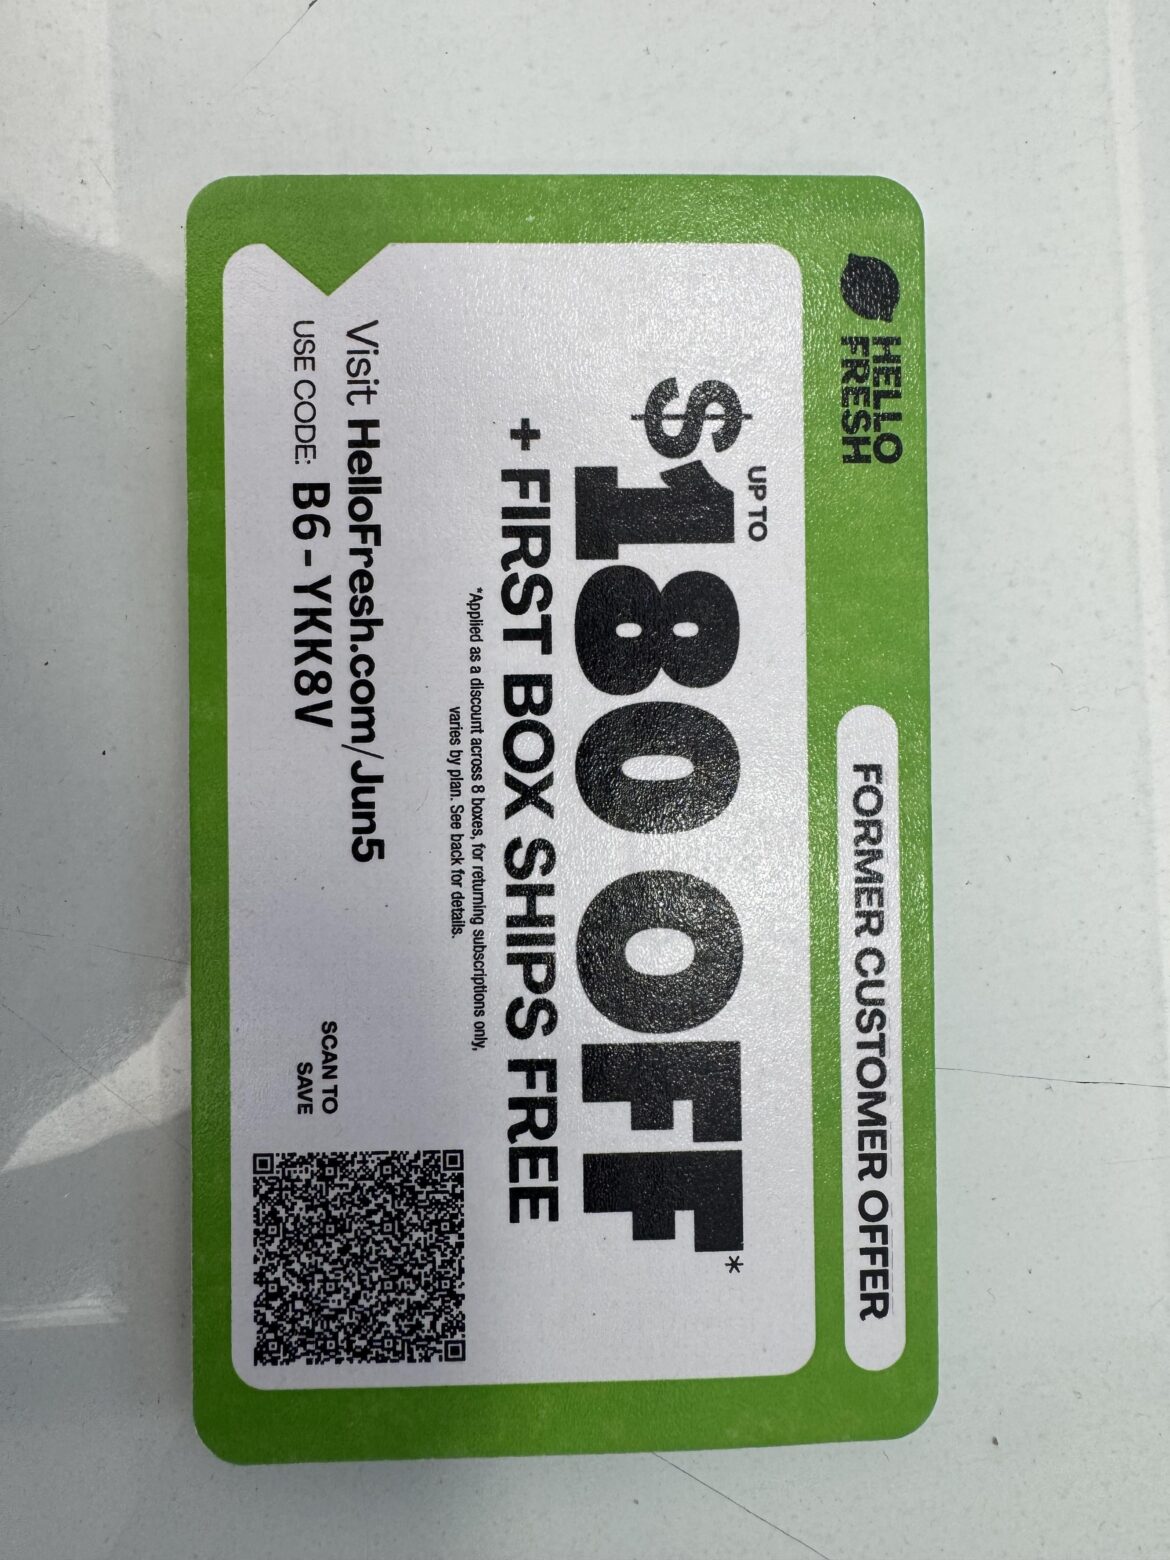 HELLO
FRESH
FORMER CUSTOMER OFFER
UP TO
$180 OFF*
+ FIRST BOX SHIPS FREE
*Applied as a discount across 8 boxes, for returning subscriptions only,
varies by plan. See back for details.
Visit HelloFresh.com/Jun5
USE CODE: B6-YKK8V
SCAN TO
SAVE